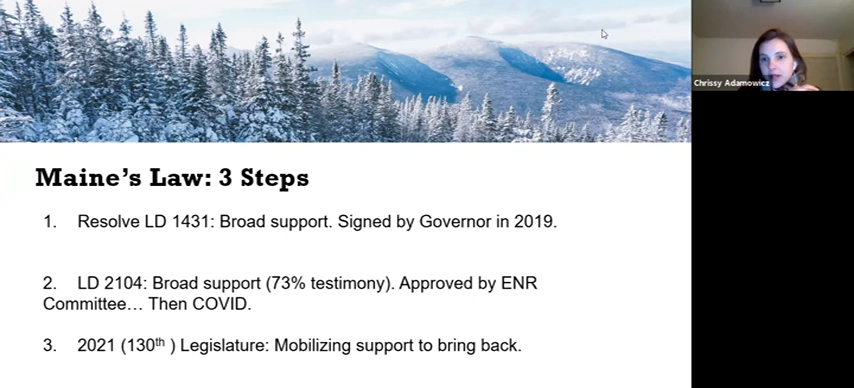 Chrissy Adamowicz
Maine's Law: 3 Steps
1. Resolve LD 1431: Broad support. Signed by Governor in 2019.
2. LD 2104: Broad support (73% testimony). Approved by ENR
Committee… Then COVID.
3. 2021 (130th ) Legislature: Mobilizing support to bring back.